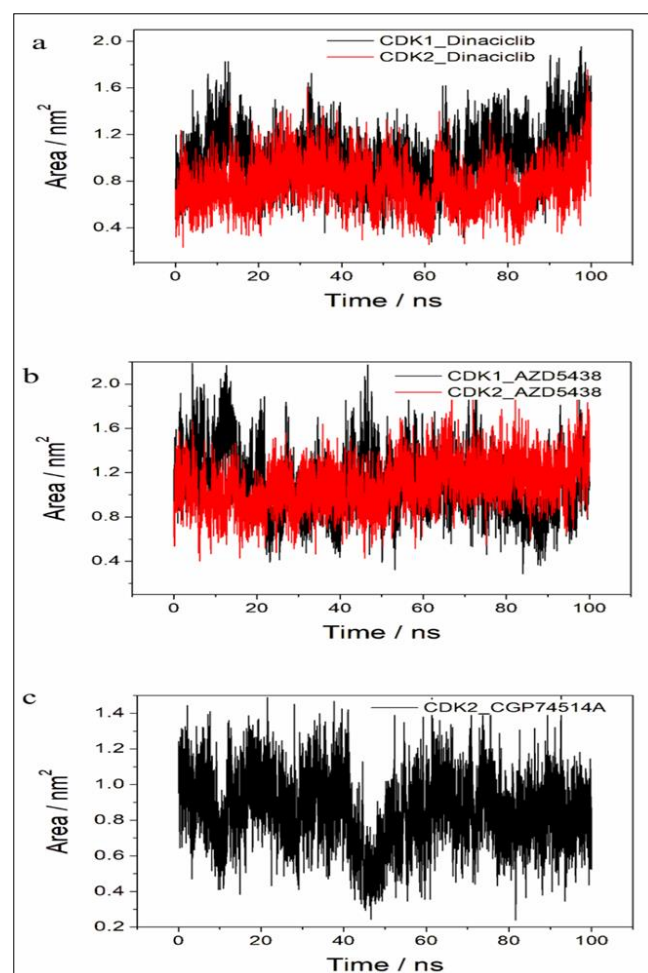 a
CDK1_Dinaciclib
CDK2_Dinaciclib
2.0
1.6
1.2
0.8
0.4
Area / nm²
0 20 40 60 80 100
Time / ns
b
CDK1_AZD5438
CDK2_AZD5438
2.0
1.6
1.2
0.8
0.4
Area / nm²
0 20 40 60 80 100
Time / ns
c
CDK2_CGP74514A
1.4
1.2
1.0
0.8
0.6
0.4
0.2
Area / nm²
0 20 40 60 80 100
Time / ns